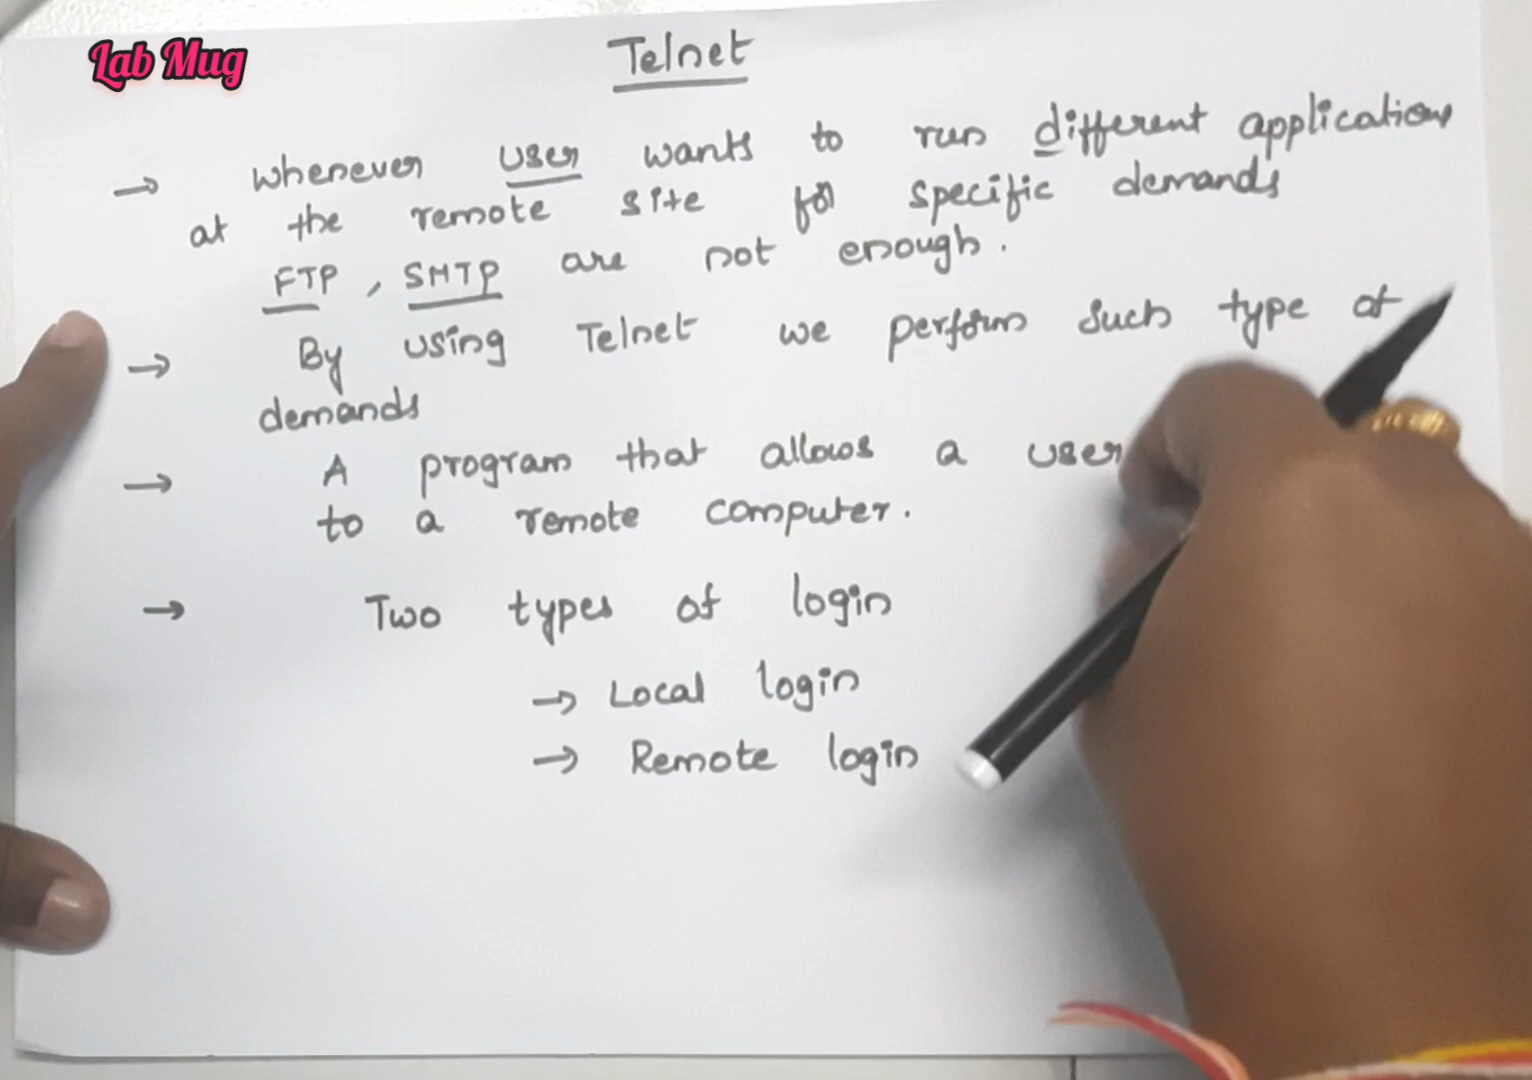 Lab Mug
Telnet
→ whenever user wants to run different applications
at the remote site for specific demands
FTP, SMTP are not enough.
→ By using Telnet we perform such type of
demands
→ A program that allows a user
to a remote computer.
→ Two types of login
→ Local login
→ Remote login